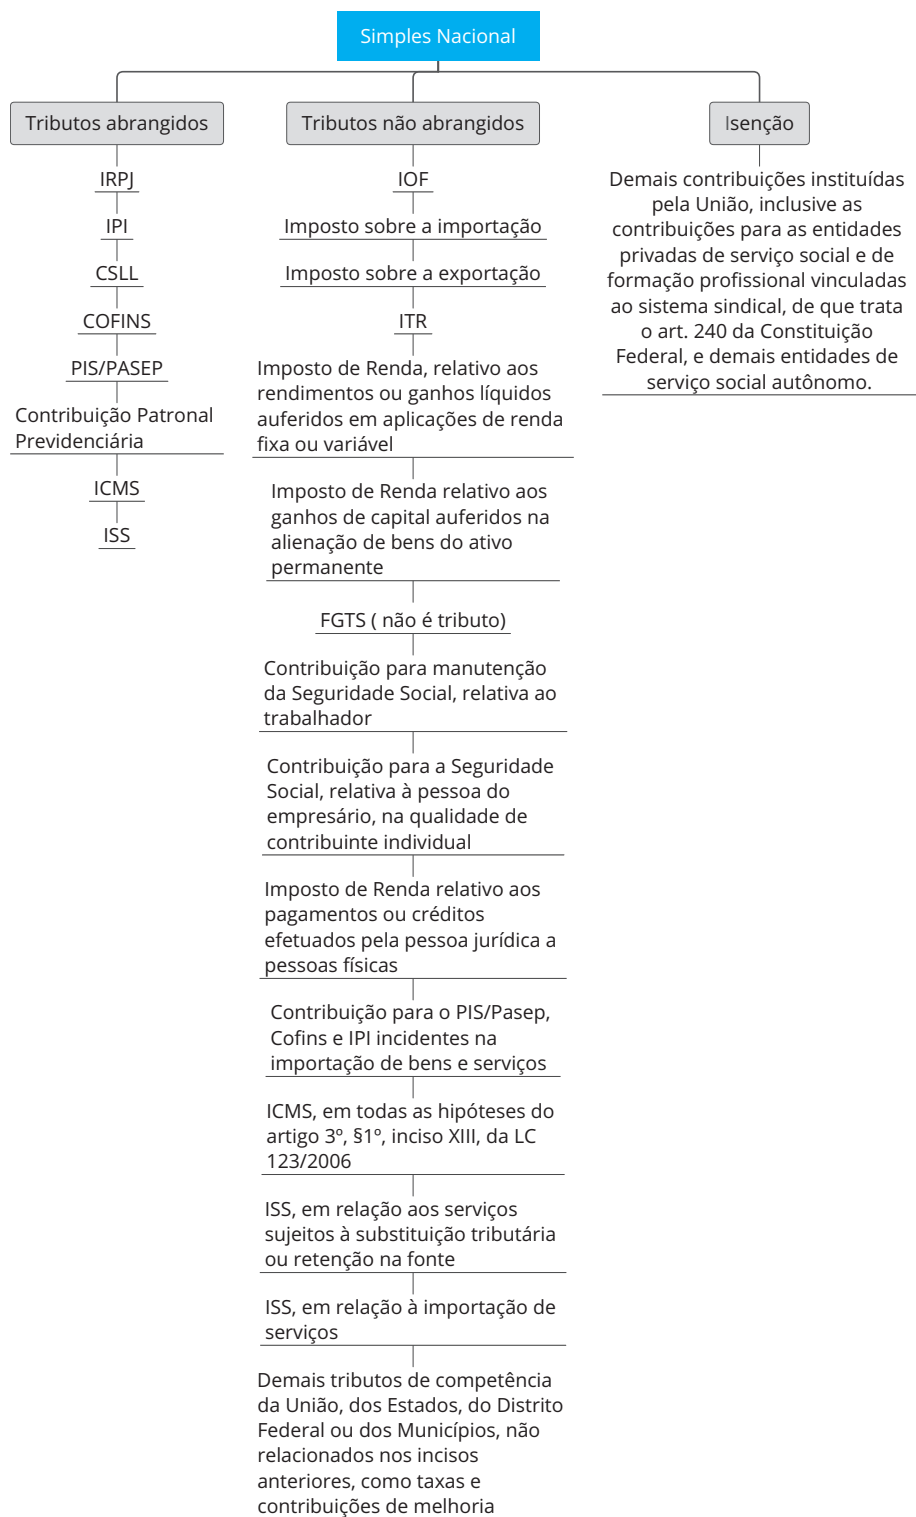 Simples Nacional
Tributos abrangidos
IRPJ
IPI
CSLL
COFINS
PIS/PASEP
Contribuição Patronal
Previdenciária
ICMS
ISS
Tributos não abrangidos
IOF
Imposto sobre a importação
Imposto sobre a exportação
ITR
Imposto de Renda, relativo aos
rendimentos ou ganhos líquidos
auferidos em aplicações de renda
fixa ou variável
Imposto de Renda relativo aos
ganhos de capital auferidos na
alienação de bens do ativo
permanente
FGTS ( não é tributo)
Contribuição para manutenção
da Seguridade Social, relativa ao
trabalhador
Contribuição para a Seguridade
Social, relativa à pessoa do
empresário, na qualidade de
contribuinte individual
Imposto de Renda relativo aos
pagamentos ou créditos
efetuados pela pessoa jurídica a
pessoas físicas
Contribuição para o PIS/Pasep,
Cofins e IPI incidentes na
importação de bens e serviços
ICMS, em todas as hipóteses do
artigo 3º, §1º, inciso XIII, da LC
123/2006
ISS, em relação aos serviços
sujeitos à substituição tributária
ou retenção na fonte
ISS, em relação à importação de
serviços
Demais tributos de competência
da União, dos Estados, do Distrito
Federal ou dos Municípios, não
relacionados nos incisos
anteriores, como taxas e
contribuições de melhoria
Isenção
Demais contribuições instituídas
pela União, inclusive as
contribuições para as entidades
privadas de serviço social e de
formação profissional vinculadas
ao sistema sindical, de que trata
o art. 240 da Constituição
Federal, e demais entidades de
serviço social autônomo.